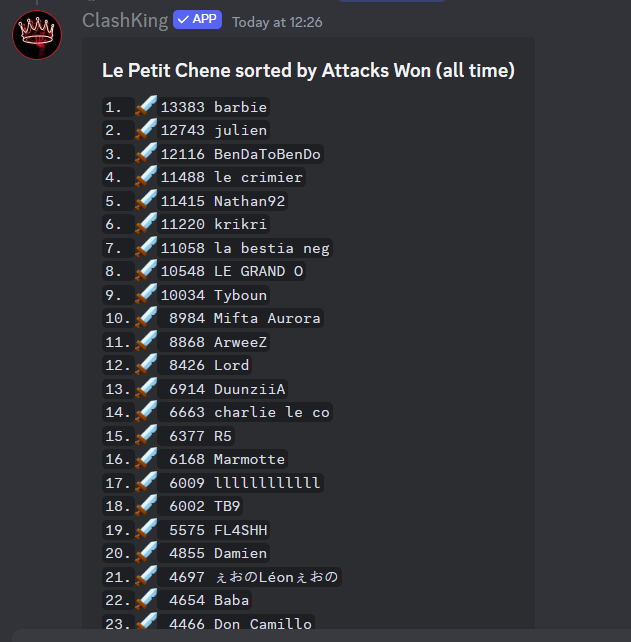 ClashKing ✓ APP Today at 12:26
Le Petit Chene sorted by Attacks Won (all time)
1. 13383 barbie
2. 12743 julien
3. 12116 BenDaToBenDo
4. 11488 le crimier
5. 11415 Nathan92
6. 11220 krikri
7. 11058 la bestia neg
8. 10548 LE GRAND O
9. 10034 Tyboun
10. 8984 Mifta Aurora
11. 8868 ArweeZ
12. 8426 Lord
13. 6914 DuunziiA
14. 6663 charlie le co
15. 6377 R5
16. 6168 Marmotte
17. 6009 llllllllllll
18. 6002 TB9
19. 5575 FL4SHH
20. 4855 Damien
21. 4697 ぇおのLéonぇおの
22. 4654 Baba
23. 4466 Don Camillo